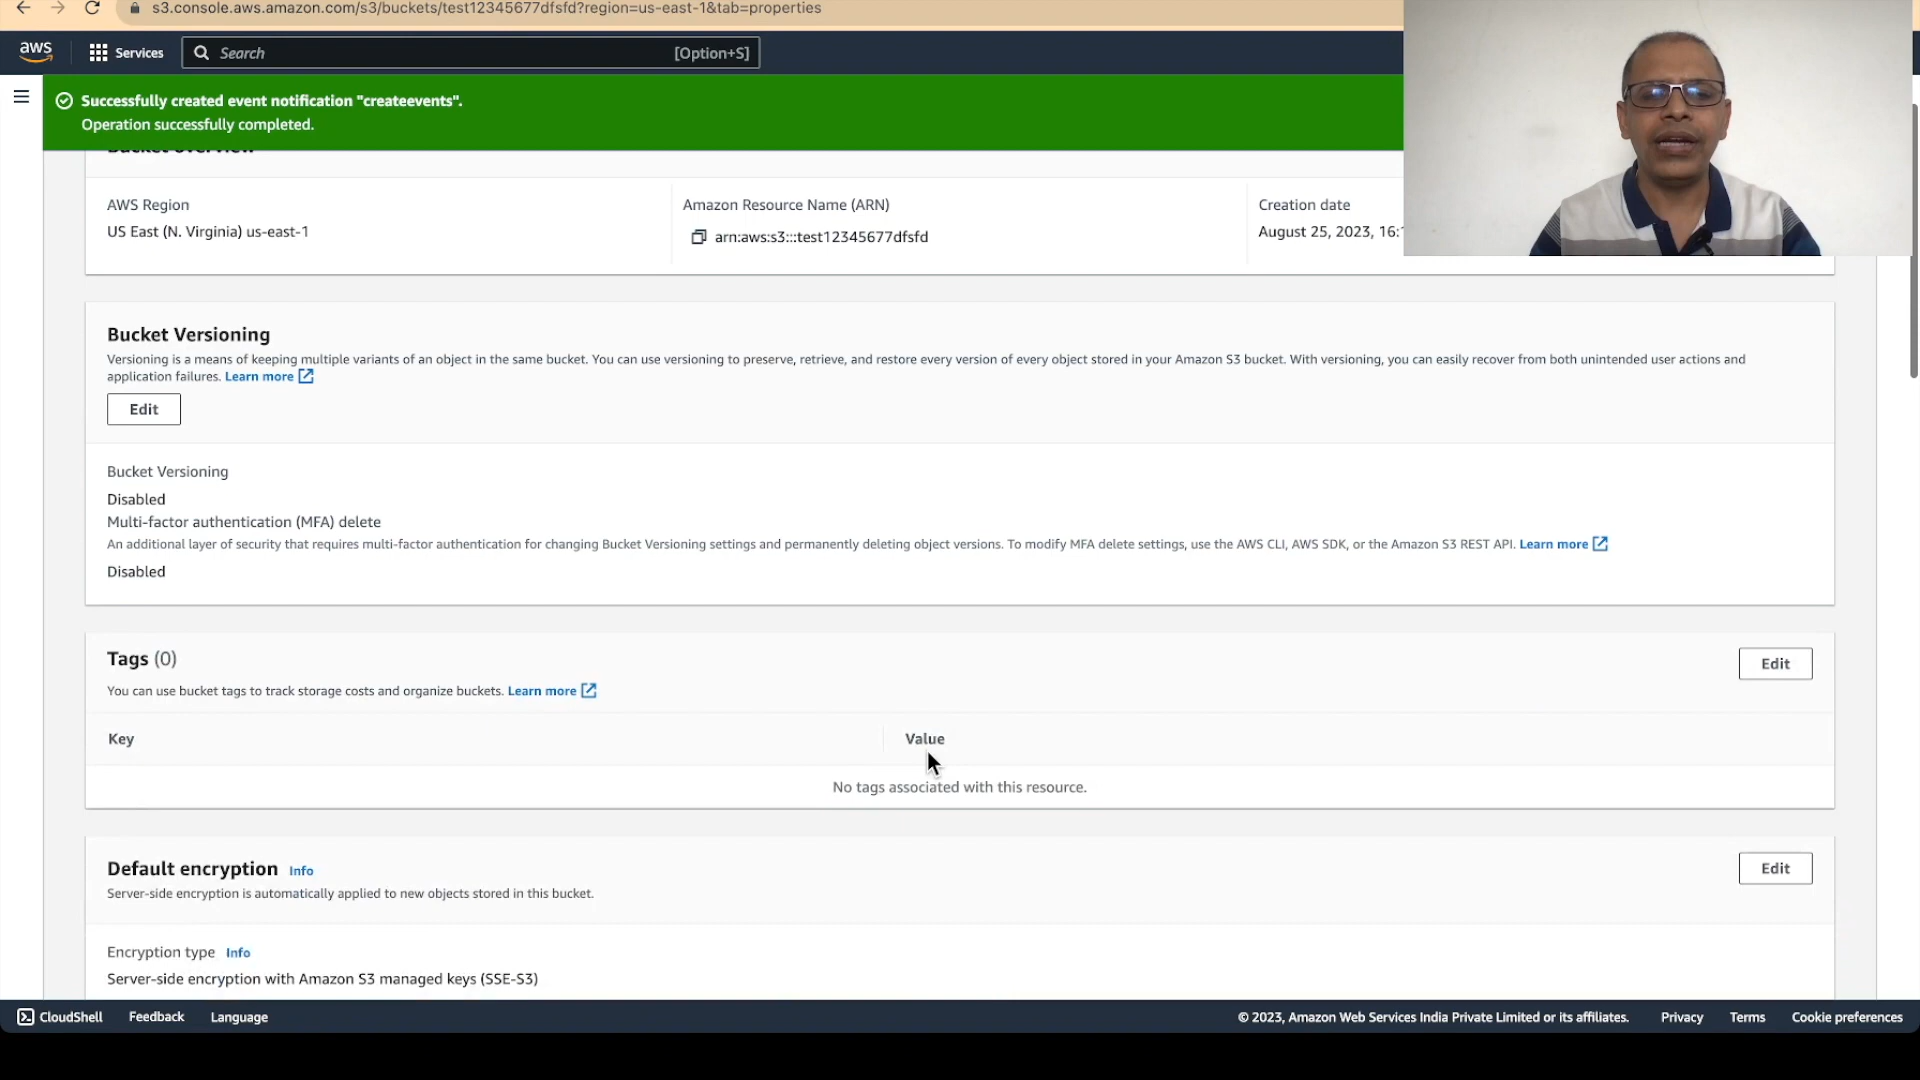 s3.console.aws.amazon.com/s3/buckets/test12345677dfsfd?region=us-east-1&tab=properties
aws
Services
Search
[Option+S]
Successfully created event notification "createevents".
Operation successfully completed.
Bucket overview
AWS Region
US East (N. Virginia) us-east-1
Amazon Resource Name (ARN)
arn:aws:s3:::test12345677dfsfd
Creation date
August 25, 2023, 16:
Bucket Versioning
Versioning is a means of keeping multiple variants of an object in the same bucket. You can use versioning to preserve, retrieve, and restore every version of every object stored in your Amazon S3 bucket. With versioning, you can easily recover from both unintended user actions and
application failures. Learn more
Edit
Bucket Versioning
Disabled
Multi-factor authentication (MFA) delete
An additional layer of security that requires multi-factor authentication for changing Bucket Versioning settings and permanently deleting object versions. To modify MFA delete settings, use the AWS CLI, AWS SDK, or the Amazon S3 REST API. Learn more
Disabled
Tags (0)
Edit
You can use bucket tags to track storage costs and organize buckets. Learn more
Key
Value
No tags associated with this resource.
Default encryption Info
Edit
Server-side encryption is automatically applied to new objects stored in this bucket.
Encryption type Info
Server-side encryption with Amazon S3 managed keys (SSE-S3)
CloudShell
Feedback
Language
© 2023, Amazon Web Services India Private Limited or its affiliates.
Privacy
Terms
Cookie preferences